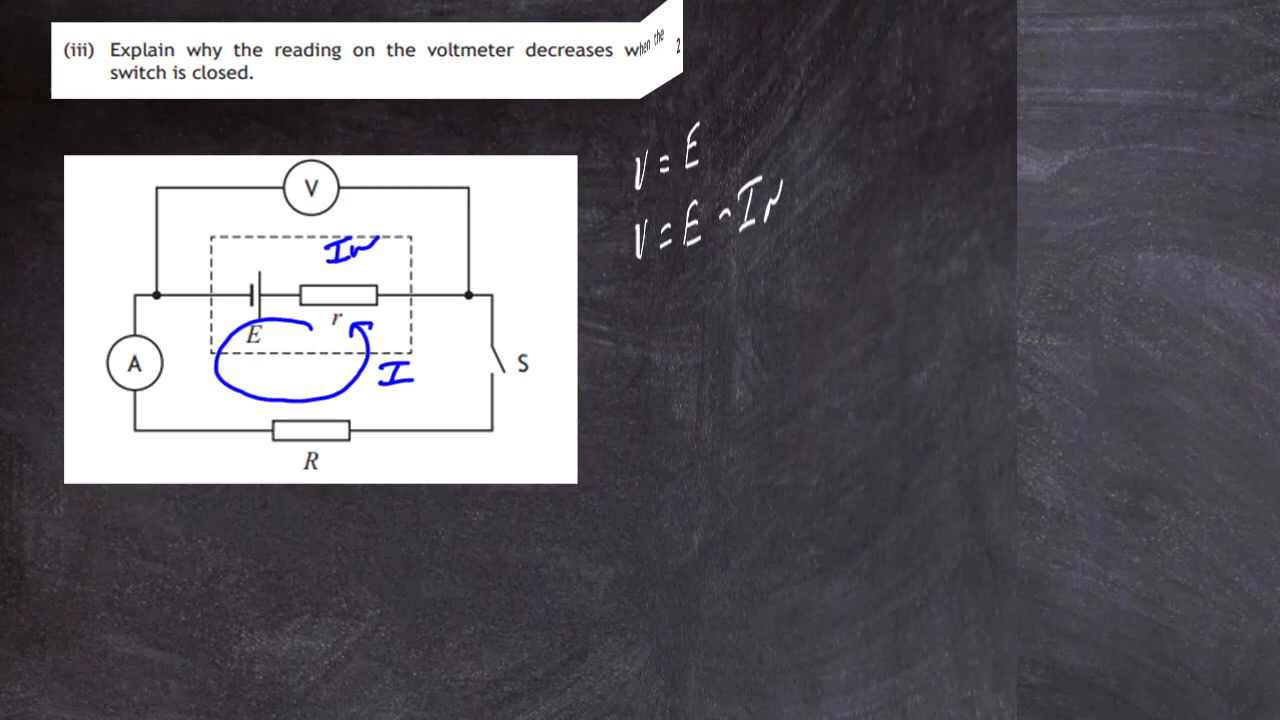 (iii) Explain why the reading on the voltmeter decreases when the 2
switch is closed.
V = E
V = E - Ir
V
Ir
E
r
A
I
S
R